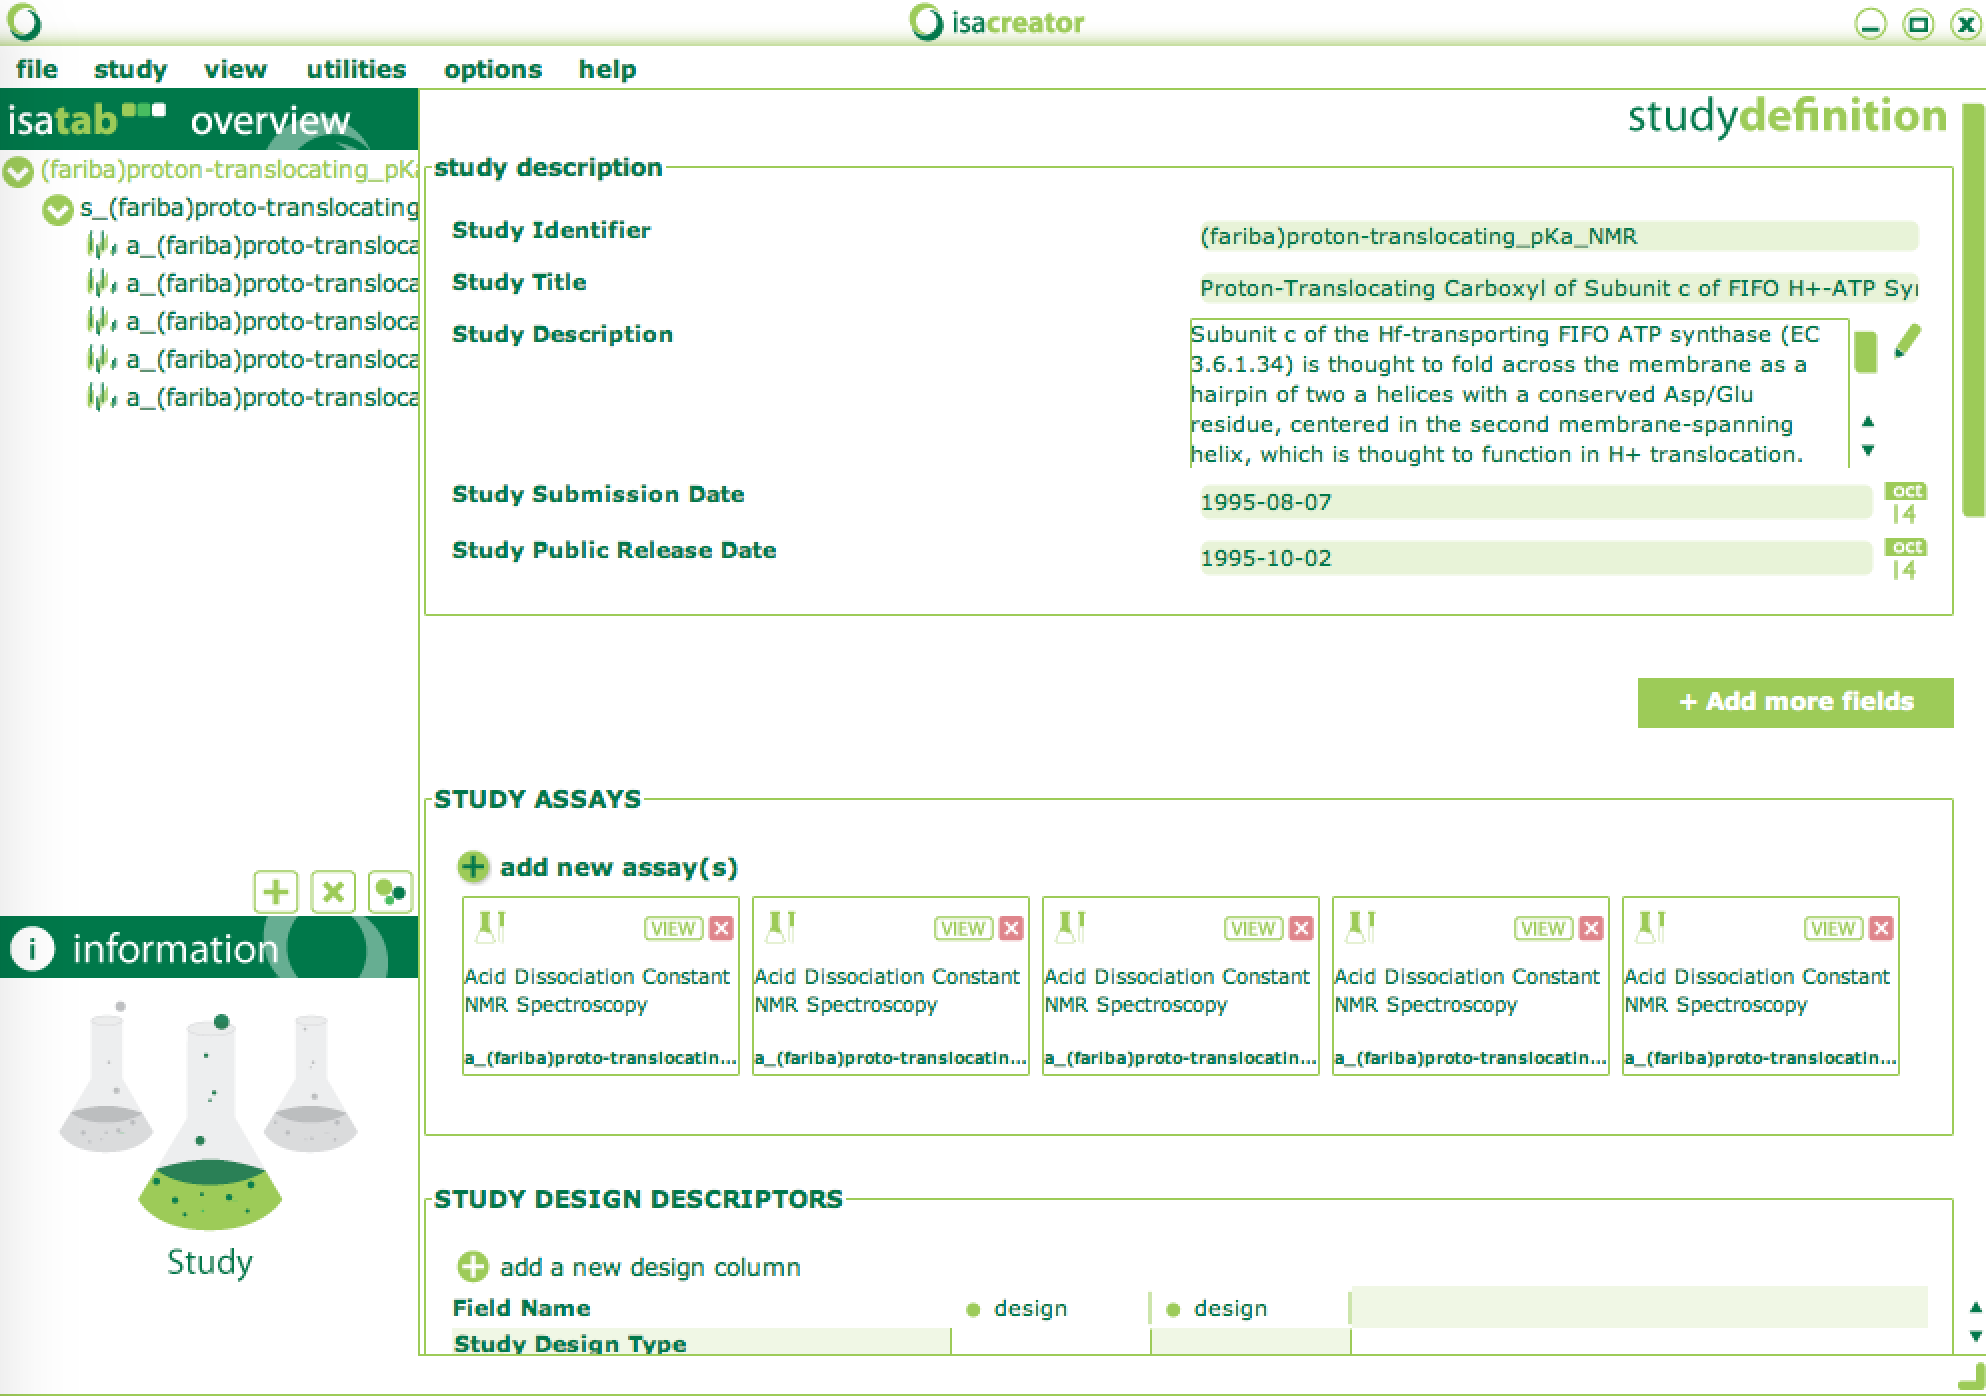 isacreator
file study view utilities options help
isatab overview
(fariba)proton-translocating_pKa
s_(fariba)proto-translocating
a_(fariba)proto-transloca
a_(fariba)proto-transloca
a_(fariba)proto-transloca
a_(fariba)proto-transloca
a_(fariba)proto-transloca
i information
Study
studydefinition
study description
Study Identifier
(fariba)proton-translocating_pKa_NMR
Study Title
Proton-Translocating Carboxyl of Subunit c of FIFO H+-ATP Syn
Study Description
Subunit c of the Hf-transporting FIFO ATP synthase (EC
3.6.1.34) is thought to fold across the membrane as a
hairpin of two a helices with a conserved Asp/Glu
residue, centered in the second membrane-spanning
helix, which is thought to function in H+ translocation.
Study Submission Date
1995-08-07
oct
14
Study Public Release Date
1995-10-02
oct
14
+ Add more fields
STUDY ASSAYS
add new assay(s)
VIEW
Acid Dissociation Constant
NMR Spectroscopy
a_(fariba)proto-translocatin...
VIEW
Acid Dissociation Constant
NMR Spectroscopy
a_(fariba)proto-translocatin...
VIEW
Acid Dissociation Constant
NMR Spectroscopy
a_(fariba)proto-translocatin...
VIEW
Acid Dissociation Constant
NMR Spectroscopy
a_(fariba)proto-translocatin...
VIEW
Acid Dissociation Constant
NMR Spectroscopy
a_(fariba)proto-translocatin...
STUDY DESIGN DESCRIPTORS
add a new design column
Field Name design design
Study Design Type